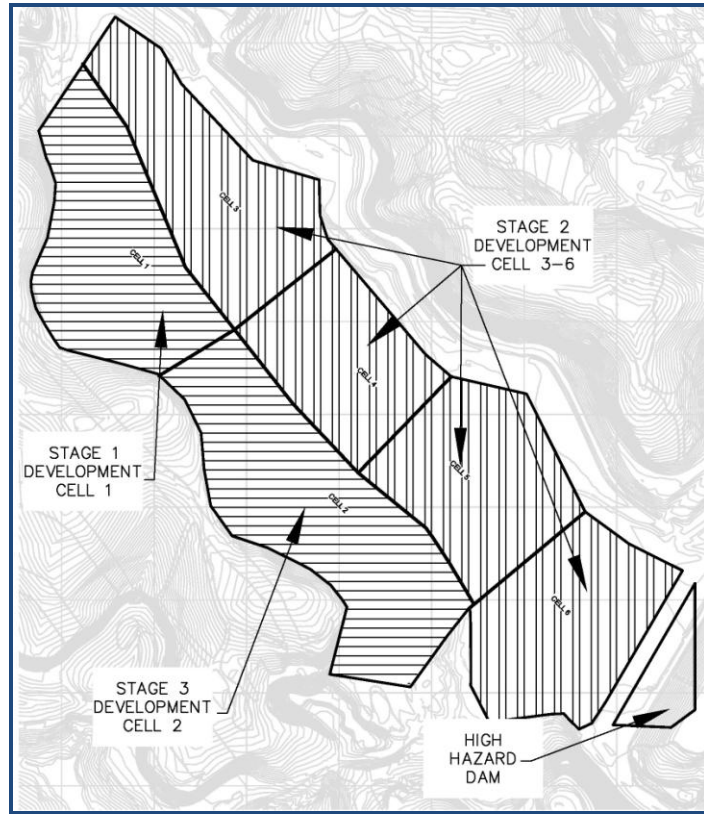 CELL 3
STAGE 2
DEVELOPMENT
CELL 3-6
CELL 1
CELL 4
STAGE 1
DEVELOPMENT
CELL 1
CELL 5
CELL 2
CELL 6
STAGE 3
DEVELOPMENT
CELL 2
HIGH
HAZARD
DAM